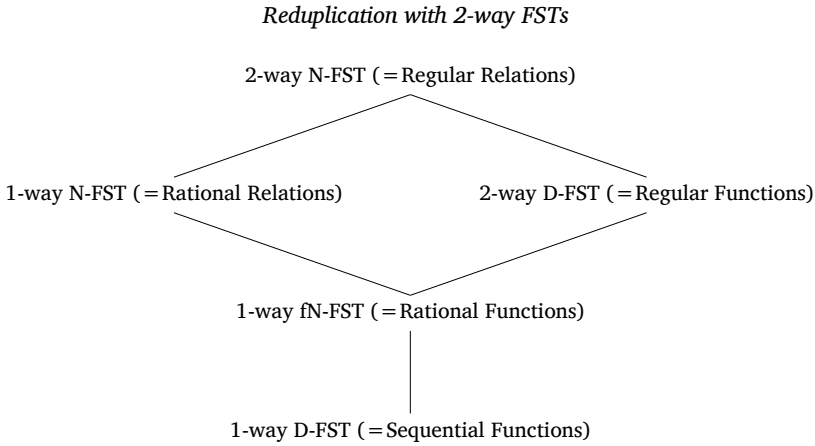 Reduplication with 2-way FSTs
2-way N-FST (=Regular Relations)
1-way N-FST (=Rational Relations) 2-way D-FST (=Regular Functions)
1-way fN-FST (=Rational Functions)
1-way D-FST (=Sequential Functions)